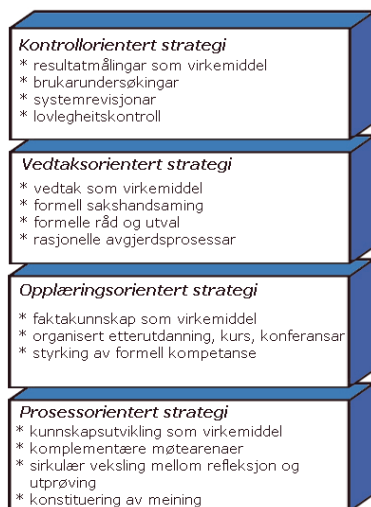 Kontrollorientert strategi
* resultatmålingar som virkemiddel
* brukarundersøkingar
* systemrevisjonar
* lovlegheitskontroll
Vedtaksorientert strategi
* vedtak som virkemiddel
* formell sakshandsaming
* formelle råd og utval
* rasjonelle avgjerdsprosessar
Opplæringsorientert strategi
* faktakunnskap som virkemiddel
* organisert etterutdanning, kurs, konferansar
* styrking av formell kompetanse
Prosessorientert strategi
* kunnskapsutvikling som virkemiddel
* komplementære møtearenaer
* sirkulær veksling mellom refleksjon og
utprøving
* konstituering av meining